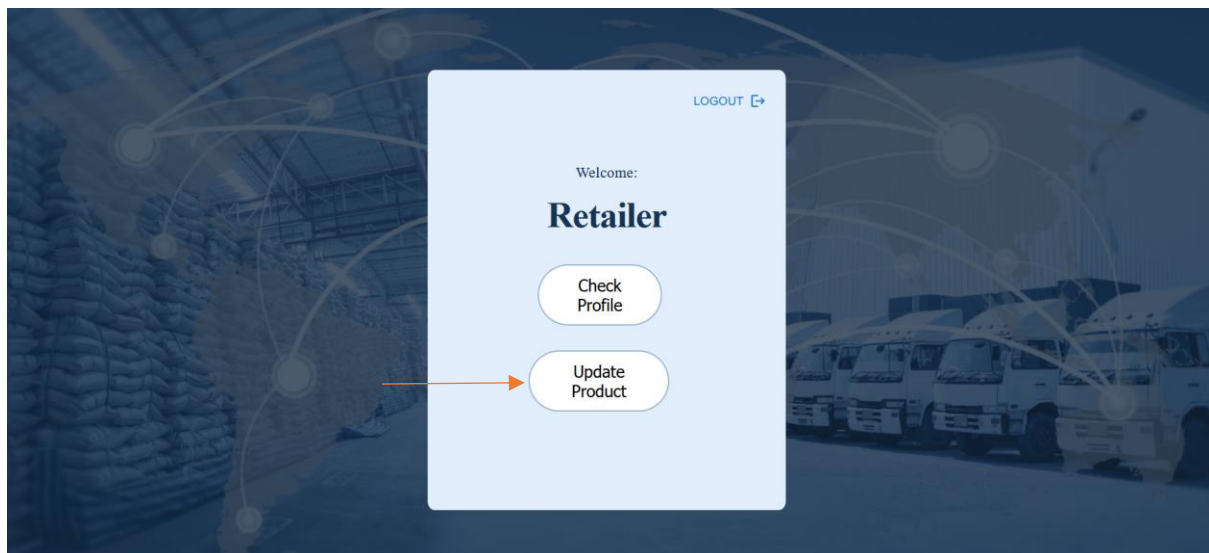 LOGOUT
Welcome:
Retailer
Check
Profile
Update
Product